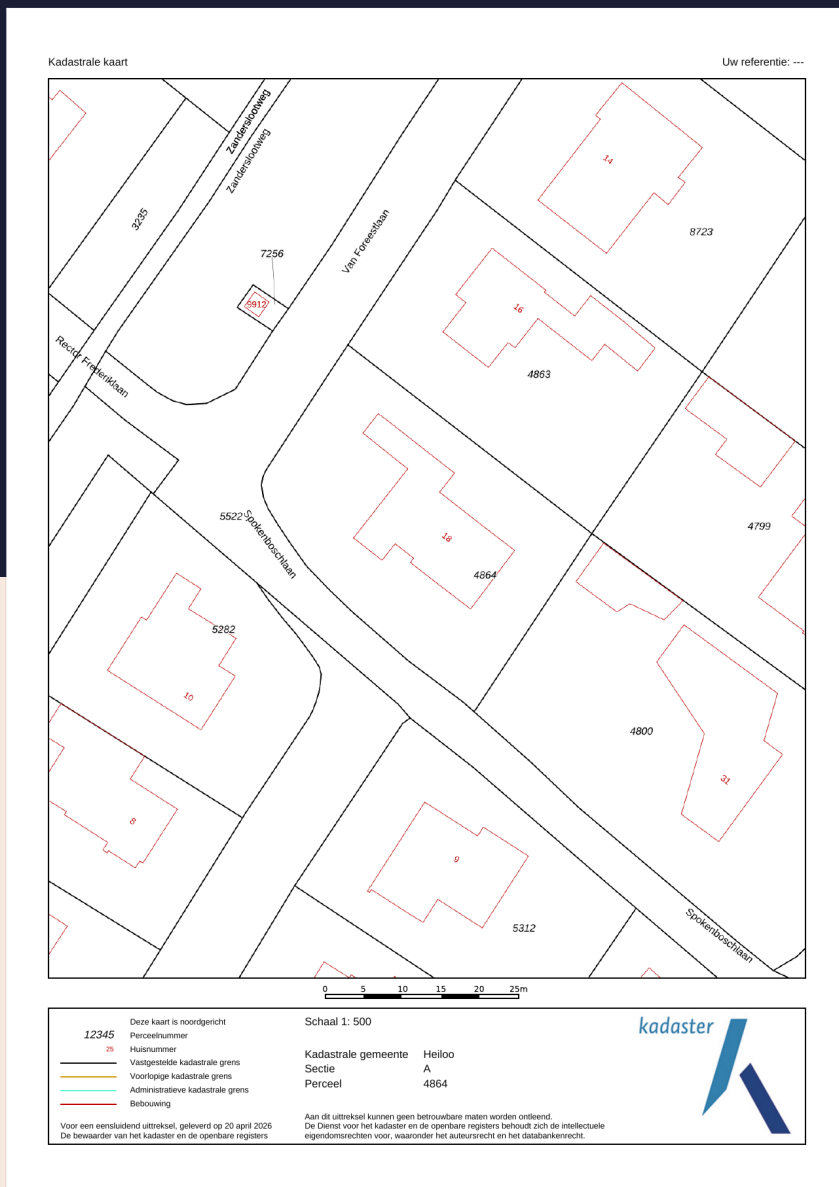 Kadastrale kaart
Uw referentie: ---
Zanderslootweg
Zanderslootweg
14
3235
8723
Van Foreestlaan
7256
9912
16
Rector Frederiklaan
4863
5522
Spokenboschlaan
4799
18
4864
5282
10
4800
31
8
9
5312
Spokenboschlaan
0 5 10 15 20 25m
Deze kaart is noordgericht
12345 Perceelnummer
25 Huisnummer
Vastgestelde kadastrale grens
Voorlopige kadastrale grens
Administratieve kadastrale grens
Bebouwing
Voor een eensluidend uittreksel, geleverd op 20 april 2026
De bewaarder van het kadaster en de openbare registers
Schaal 1: 500
Kadastrale gemeente Heiloo
Sectie A
Perceel 4864
Aan dit uittreksel kunnen geen betrouwbare maten worden ontleend.
De Dienst voor het kadaster en de openbare registers behoudt zich de intellectuele
eigendomsrechten voor, waaronder het auteursrecht en het databankenrecht.
kadaster